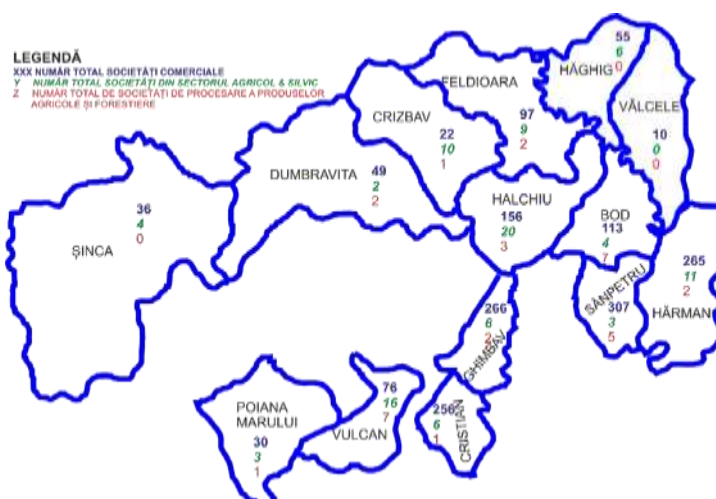 LEGENDĂ
XXX NUMĂR TOTAL SOCIETĂȚI COMERCIALE
Y NUMĂR TOTAL SOCIETĂȚI DIN SECTORUL AGRICOL & SILVIC
Z NUMĂR TOTAL DE SOCIETĂȚI DE PROCESARE A PRODUSELOR
AGRICOLE ȘI FORESTIERE
55
6
HĂGHIG
0
FELDIOARA
97
9
2
VÂLCELE
10
0
0
CRIZBAV
22
10
1
DUMBRAVITA
49
2
2
HALCHIU
156
20
3
BOD
113
4
7
36
4
0
ȘINCA
265
11
2
HĂRMAN
SÂNPETRU
307
3
5
266
6
2
GHIMBAV
76
16
7
VULCAN
POIANA
MARULUI
30
3
1
256
6
1
CRISTIAN